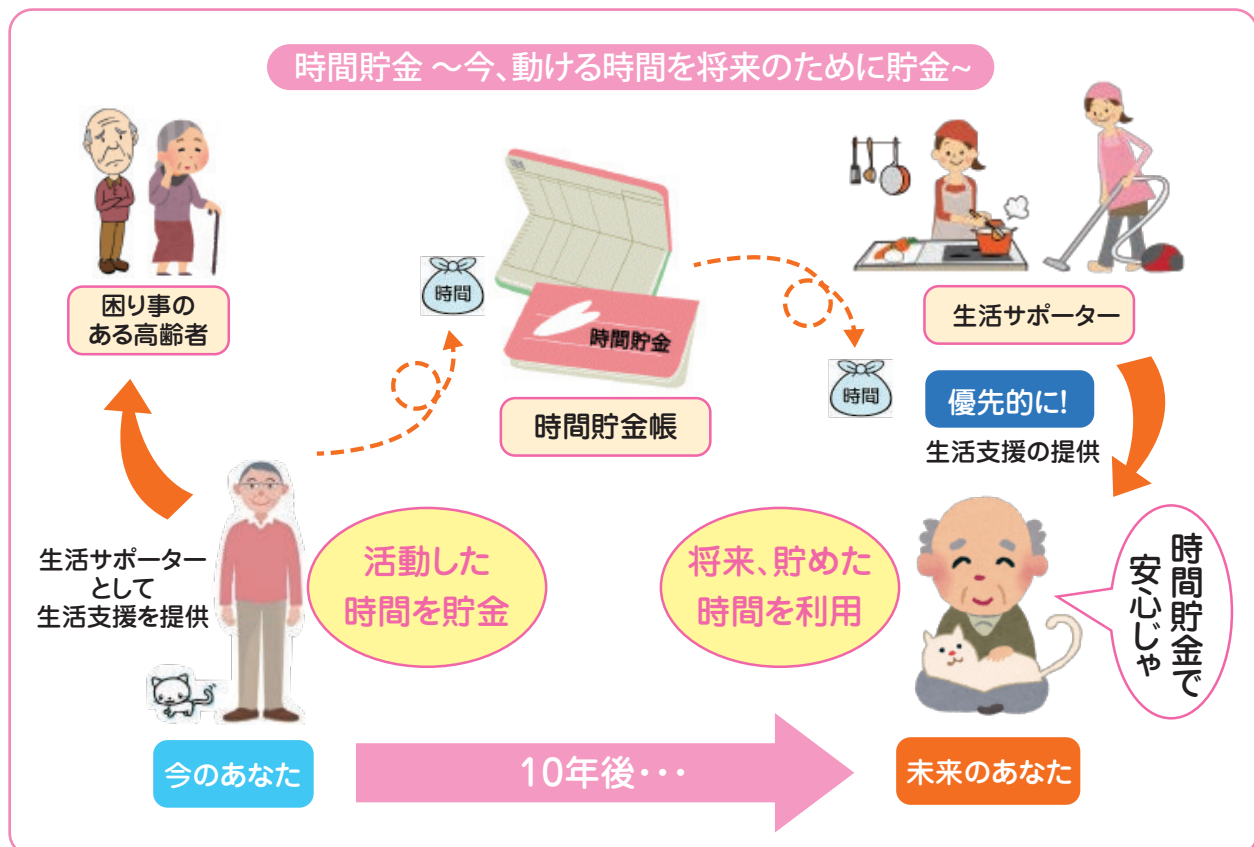 時間貯金 ～今、動ける時間を将来のために貯金~
困り事の
ある高齢者
時間
時間貯金
時間貯金帳
時間
生活サポーター
優先的に!
生活支援の提供
生活サポーター
として
生活支援を提供
活動した
時間を貯金
将来、貯めた
時間を利用
時間貯金で
安心じゃ
今のあなた
10年後・・・
未来のあなた